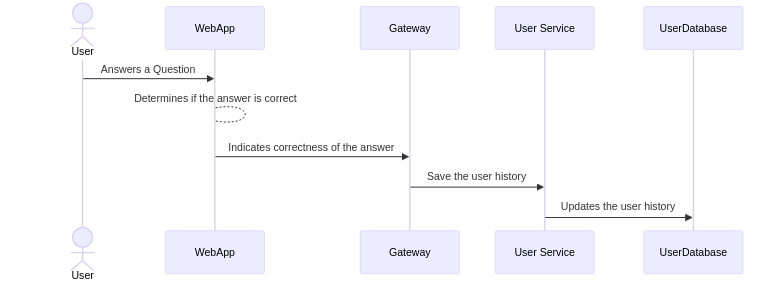 User
WebApp
Gateway
User Service
UserDatabase
Answers a Question
Determines if the answer is correct
Indicates correctness of the answer
Save the user history
Updates the user history
User
WebApp
Gateway
User Service
UserDatabase